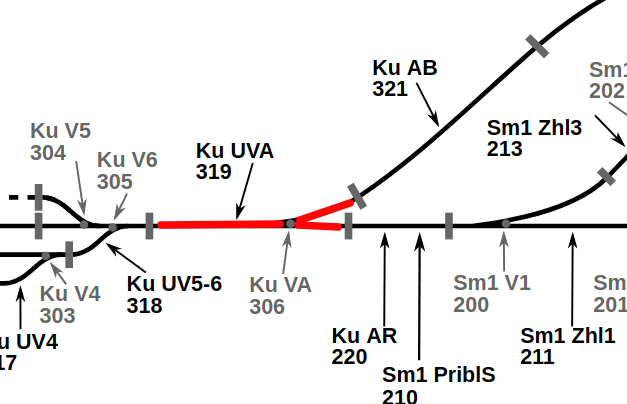 Ku AB
321
Sm1
202
Sm1 Zhl3
213
Ku V5
304
Ku V6
305
Ku UVA
319
Ku V4
303
Ku UV5-6
318
Ku VA
306
Sm1 V1
200
Sm
201
UV4
Ku AR
220
Sm1 Zhl1
211
Sm1 PriblS
210